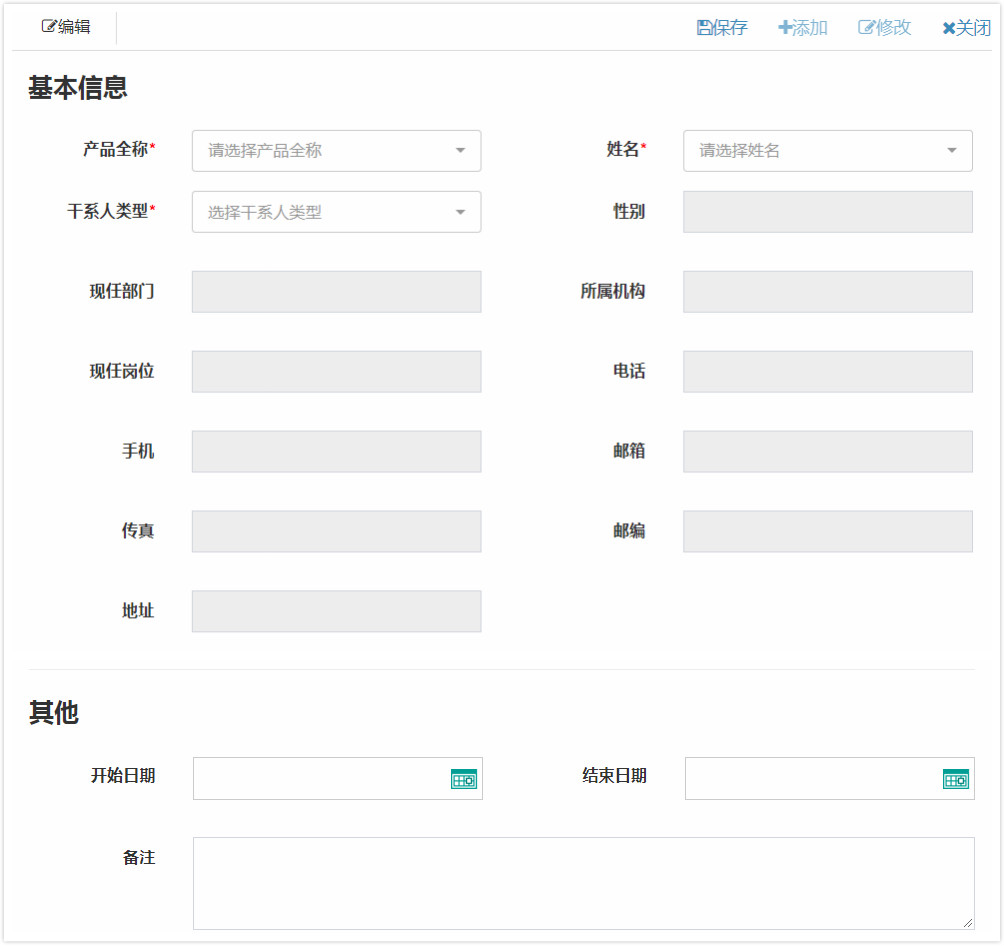 编辑 保存 添加 修改 关闭
基本信息
产品全称* 请选择产品全称 姓名* 请选择姓名
干系人类型* 选择干系人类型 性别
现任部门 所属机构
现任岗位 电话
手机 邮箱
传真 邮编
地址
其他
开始日期 结束日期
备注